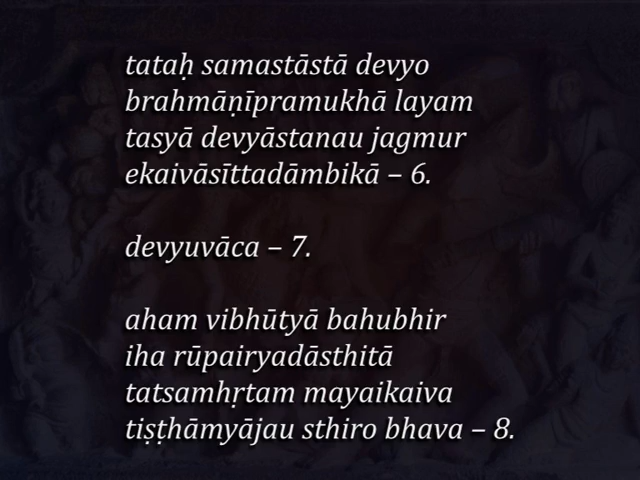 tataḥ samastāstā devyo
brahmāṇīpramukhā layam
tasyā devyāstanau jagmur
ekaivāsīttadāmbikā – 6.
devyuvāca – 7.
aham vibhūtyā bahubhir
iha rūpairyadāsthitā
tatsamhṛtam mayaikaiva
tiṣṭhāmyājau sthiro bhava – 8.